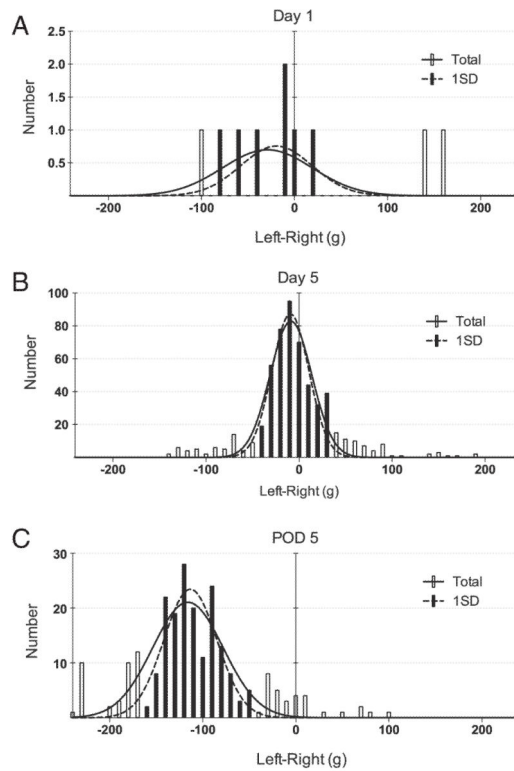 A
Day 1
2.5
2.0
1.5
1.0
0.5
Number
Total
1SD
-200 -100 0 100 200
Left-Right (g)
B
Day 5
100
80
60
40
20
Number
Total
1SD
-200 -100 0 100 200
Left-Right (g)
C
POD 5
30
20
10
Number
Total
1SD
-200 -100 0 100 200
Left-Right (g)